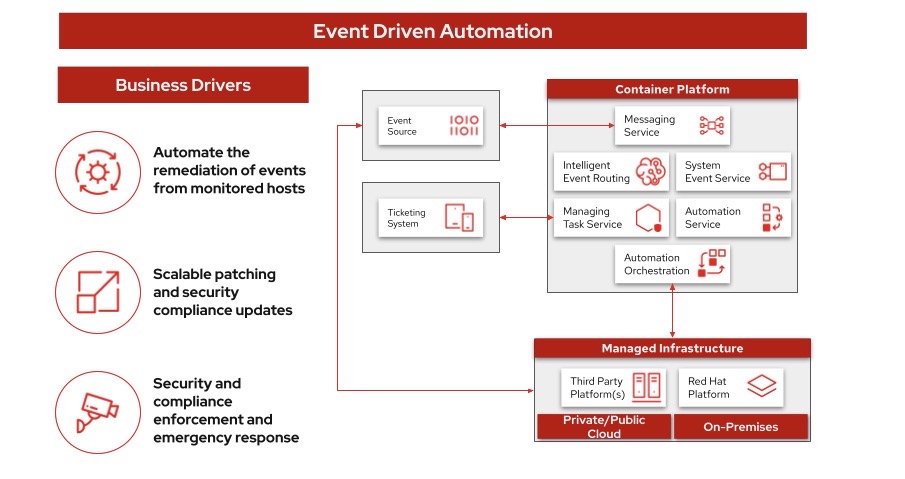 Event Driven Automation
Business Drivers
Automate the
remediation of events
from monitored hosts
Scalable patching
and security
compliance updates
Security and
compliance
enforcement and
emergency response
Event
Source
1010
11011
Ticketing
System
Container Platform
Messaging
Service
Intelligent
Event Routing
System
Event Service
Managing
Task Service
Automation
Service
Automation
Orchestration
Managed Infrastructure
Third Party
Platform(s)
Red Hat
Platform
Private/Public
Cloud
On-Premises